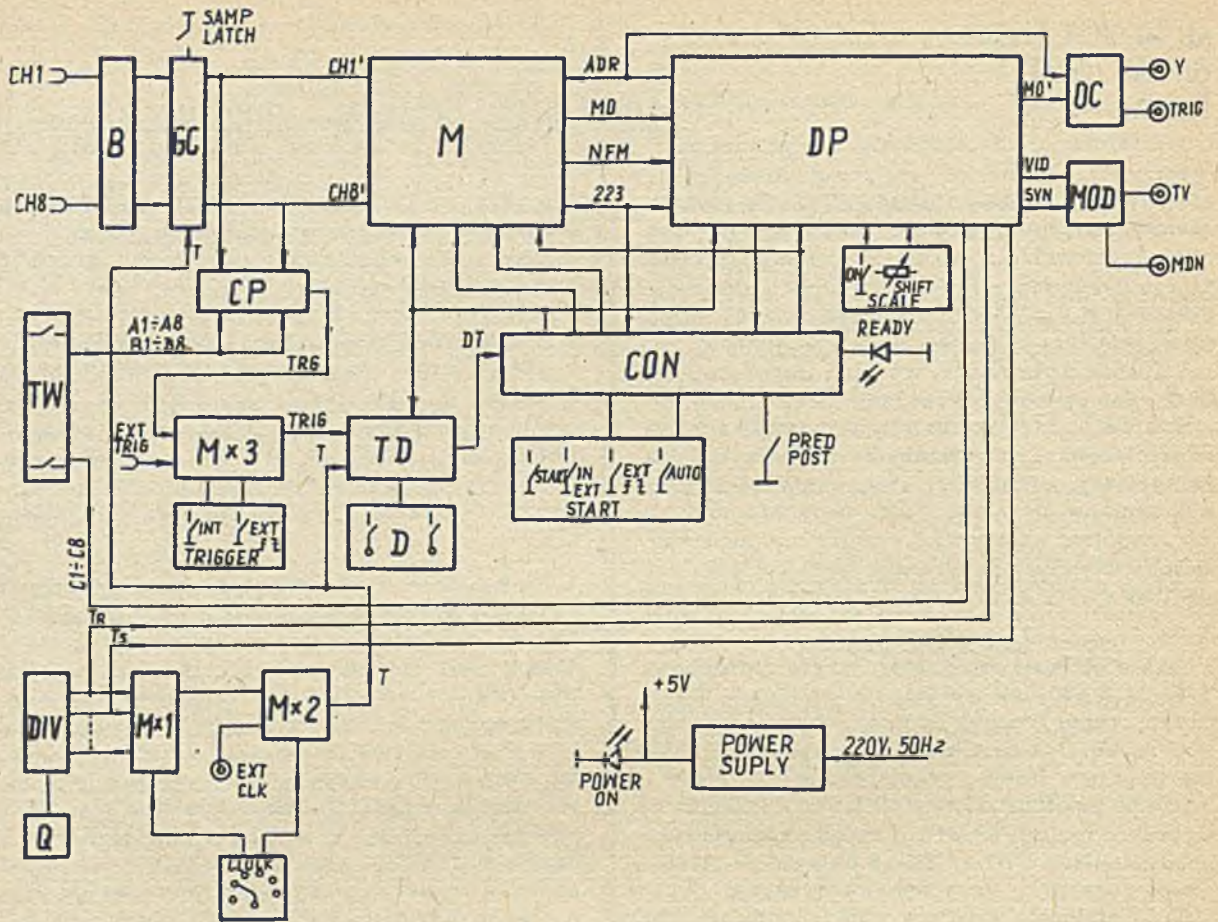 SAMP
LATCH
CH1
CH8
B
GC
T
CH1'
CH8'
M
ADR
MO
NFM
223
DP
MO'
VID
SYN
OC
Y
TRIG
MOD
TV
MDN
CP
A1÷A8
B1÷B8
TRG
TW
EXT
TRIG
M×3
TRIG
T
TD
DT
CON
ON
SHIFT
SCALE
READY
INT
EXT
TRIGGER
D
START
IN
EXT
EXT
AUTO
START
PRED
POST
C1÷C8
TR
Ts
DIV
M×1
M×2
T
Q
EXT
CLK
CLOCK
+5V
POWER
ON
POWER
SUPLY
220V, 50Hz